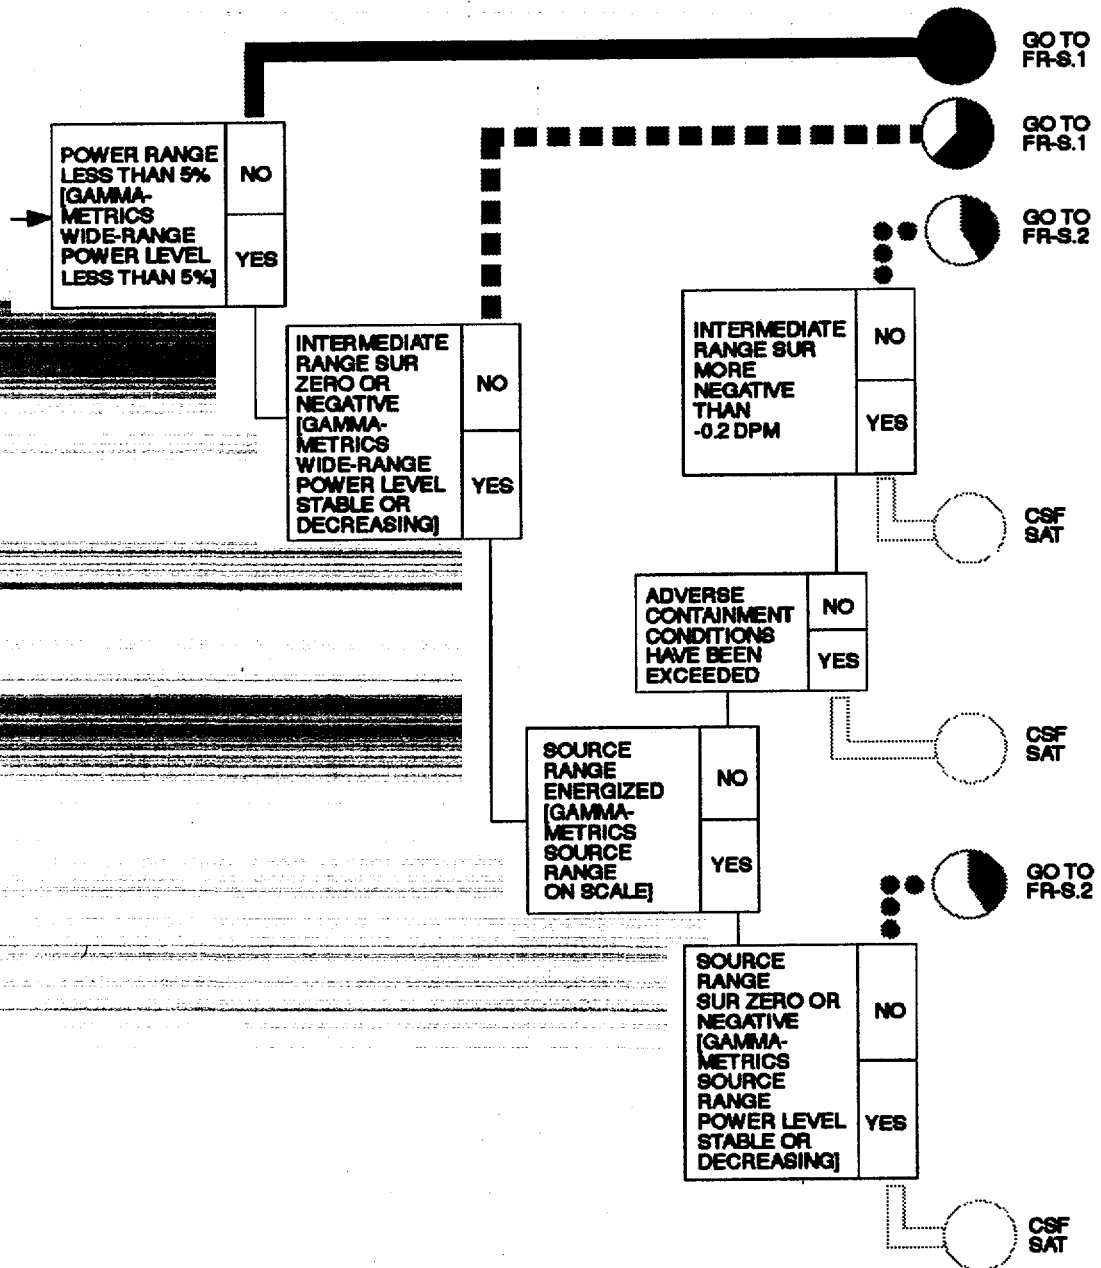 GO TO
FR-S.1
GO TO
FR-S.1
GO TO
FR-S.2
POWER RANGE
LESS THAN 5%
[GAMMA-
METRICS
WIDE-RANGE
POWER LEVEL
LESS THAN 5%]
NO
YES
INTERMEDIATE
RANGE SUR
ZERO OR
NEGATIVE
[GAMMA-
METRICS
WIDE-RANGE
POWER LEVEL
STABLE OR
DECREASING]
NO
YES
INTERMEDIATE
RANGE SUR
MORE
NEGATIVE
THAN
-0.2 DPM
NO
YES
CSF
SAT
ADVERSE
CONTAINMENT
CONDITIONS
HAVE BEEN
EXCEEDED
NO
YES
CSF
SAT
SOURCE
RANGE
ENERGIZED
[GAMMA-
METRICS
SOURCE
RANGE
ON SCALE]
NO
YES
GO TO
FR-S.2
SOURCE
RANGE
SUR ZERO OR
NEGATIVE
[GAMMA-
METRICS
SOURCE
RANGE
POWER LEVEL
STABLE OR
DECREASING]
NO
YES
CSF
SAT